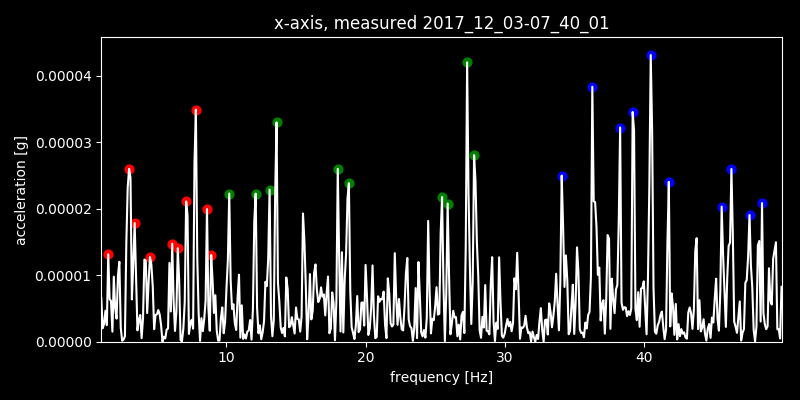 x-axis, measured 2017_12_03-07_40_01
0.00004
0.00003
0.00002
0.00001
0.00000
acceleration [g]
10 20 30 40
frequency [Hz]